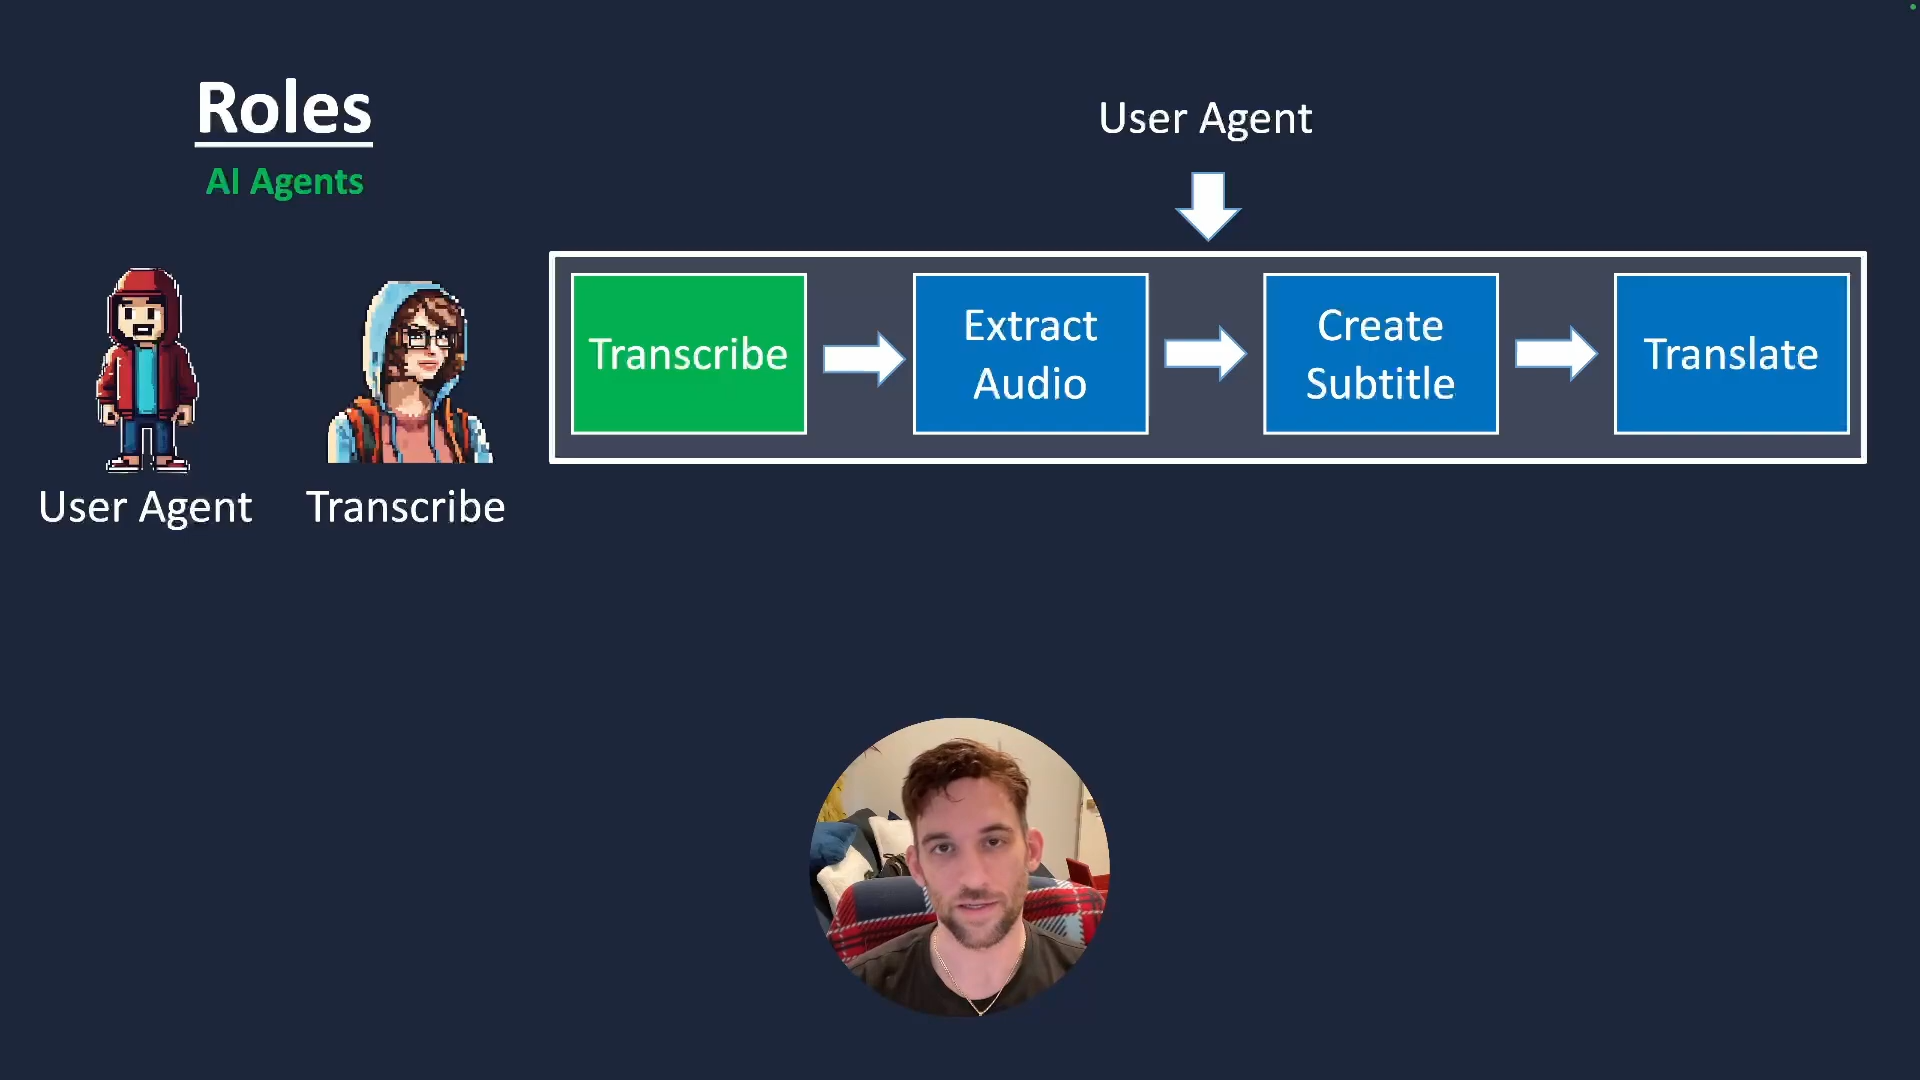 Roles
AI Agents
User Agent
Transcribe
User Agent
Transcribe
Extract
Audio
Create
Subtitle
Translate